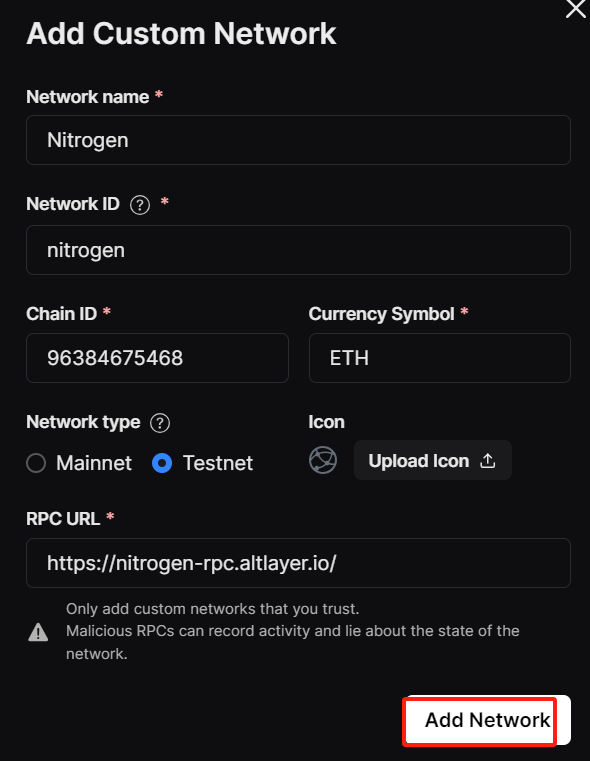 Add Custom Network
Network name *
Nitrogen
Network ID ? *
nitrogen
Chain ID *
Currency Symbol *
96384675468
ETH
Network type ?
Icon
Mainnet
Testnet
Upload Icon
RPC URL *
https://nitrogen-rpc.altlayer.io/
Only add custom networks that you trust.
Malicious RPCs can record activity and lie about the state of the
network.
Add Network